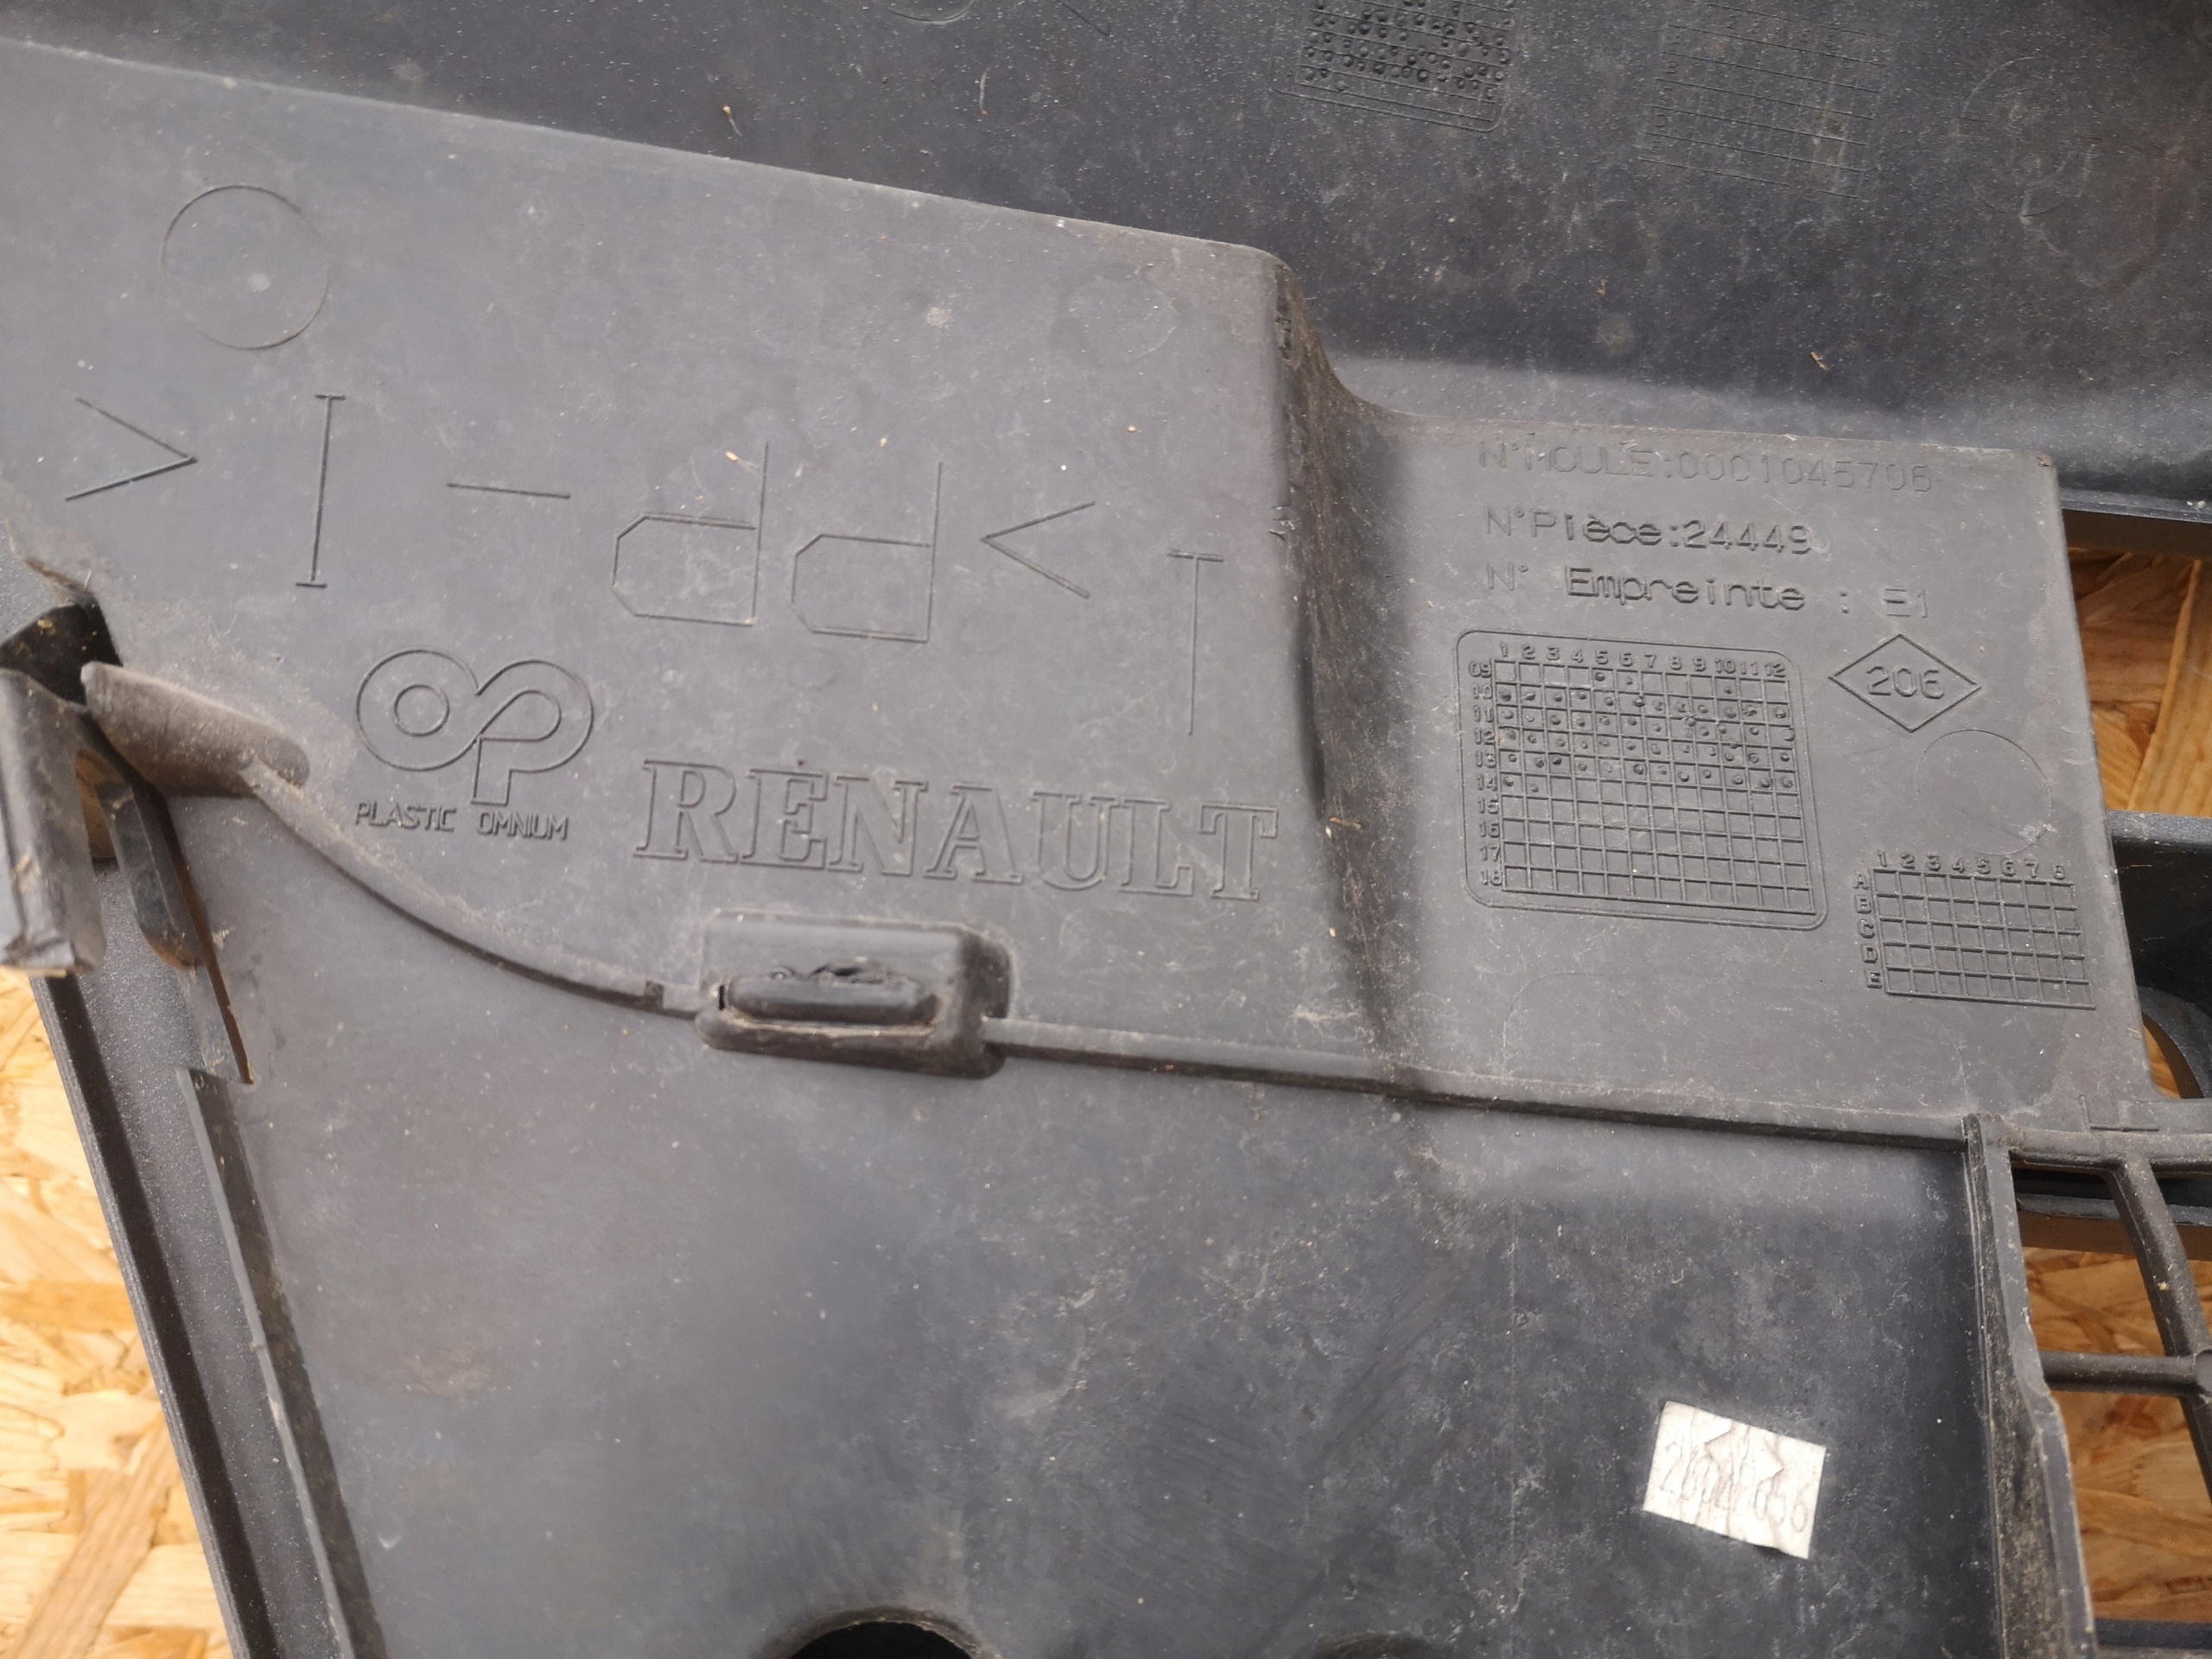 N°MOULE:0001045706
N°Pièce:24449
N° Empreinte : E1
>PP-I<
PLASTIC OMNIUM
RENAULT
206
1 2 3 4 5 6 7 8 9 10 11 12
09
10
11
12
13
14
15
16
17
18
1 2 3 4 5 6 7 8
A
B
C
D
E